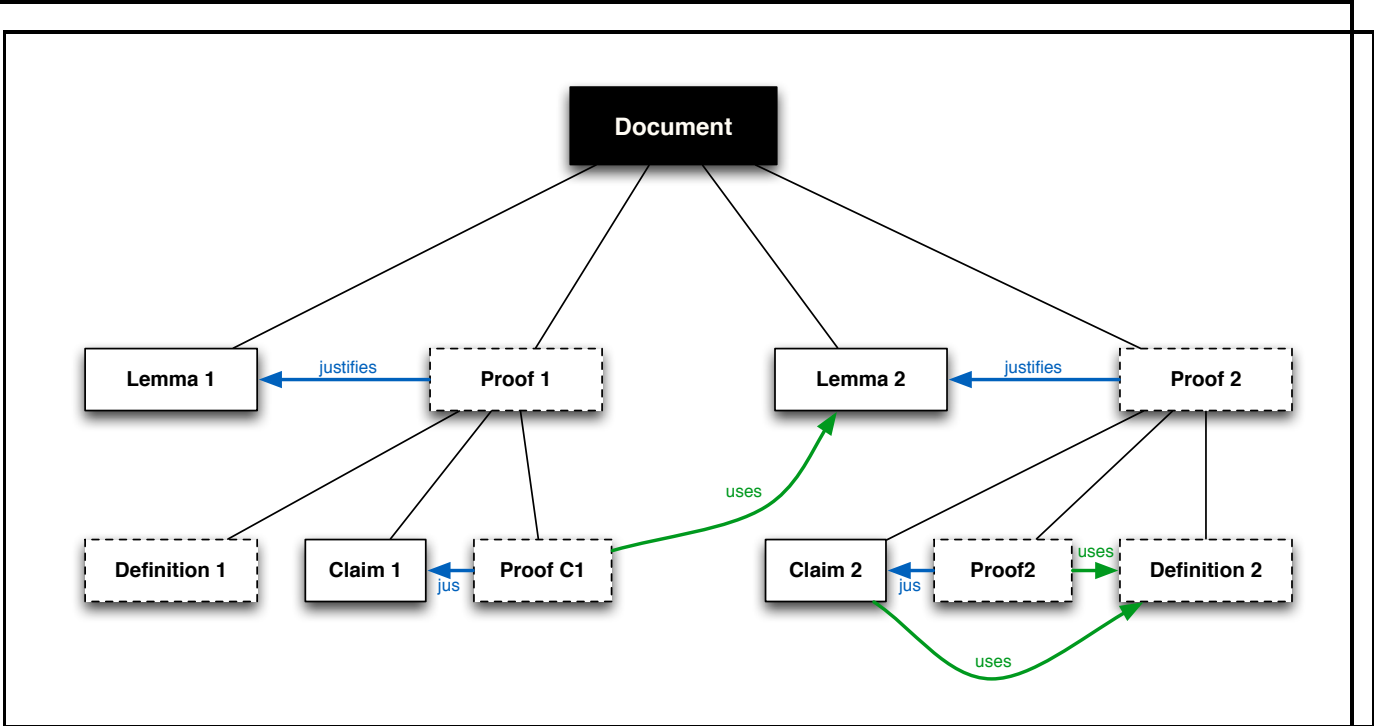 Document
justifies
justifies
Lemma 1
Proof 1
Lemma 2
Proof 2
uses
uses
Definition 1
Claim 1
jus
Proof C1
Claim 2
jus
Proof2
Definition 2
uses